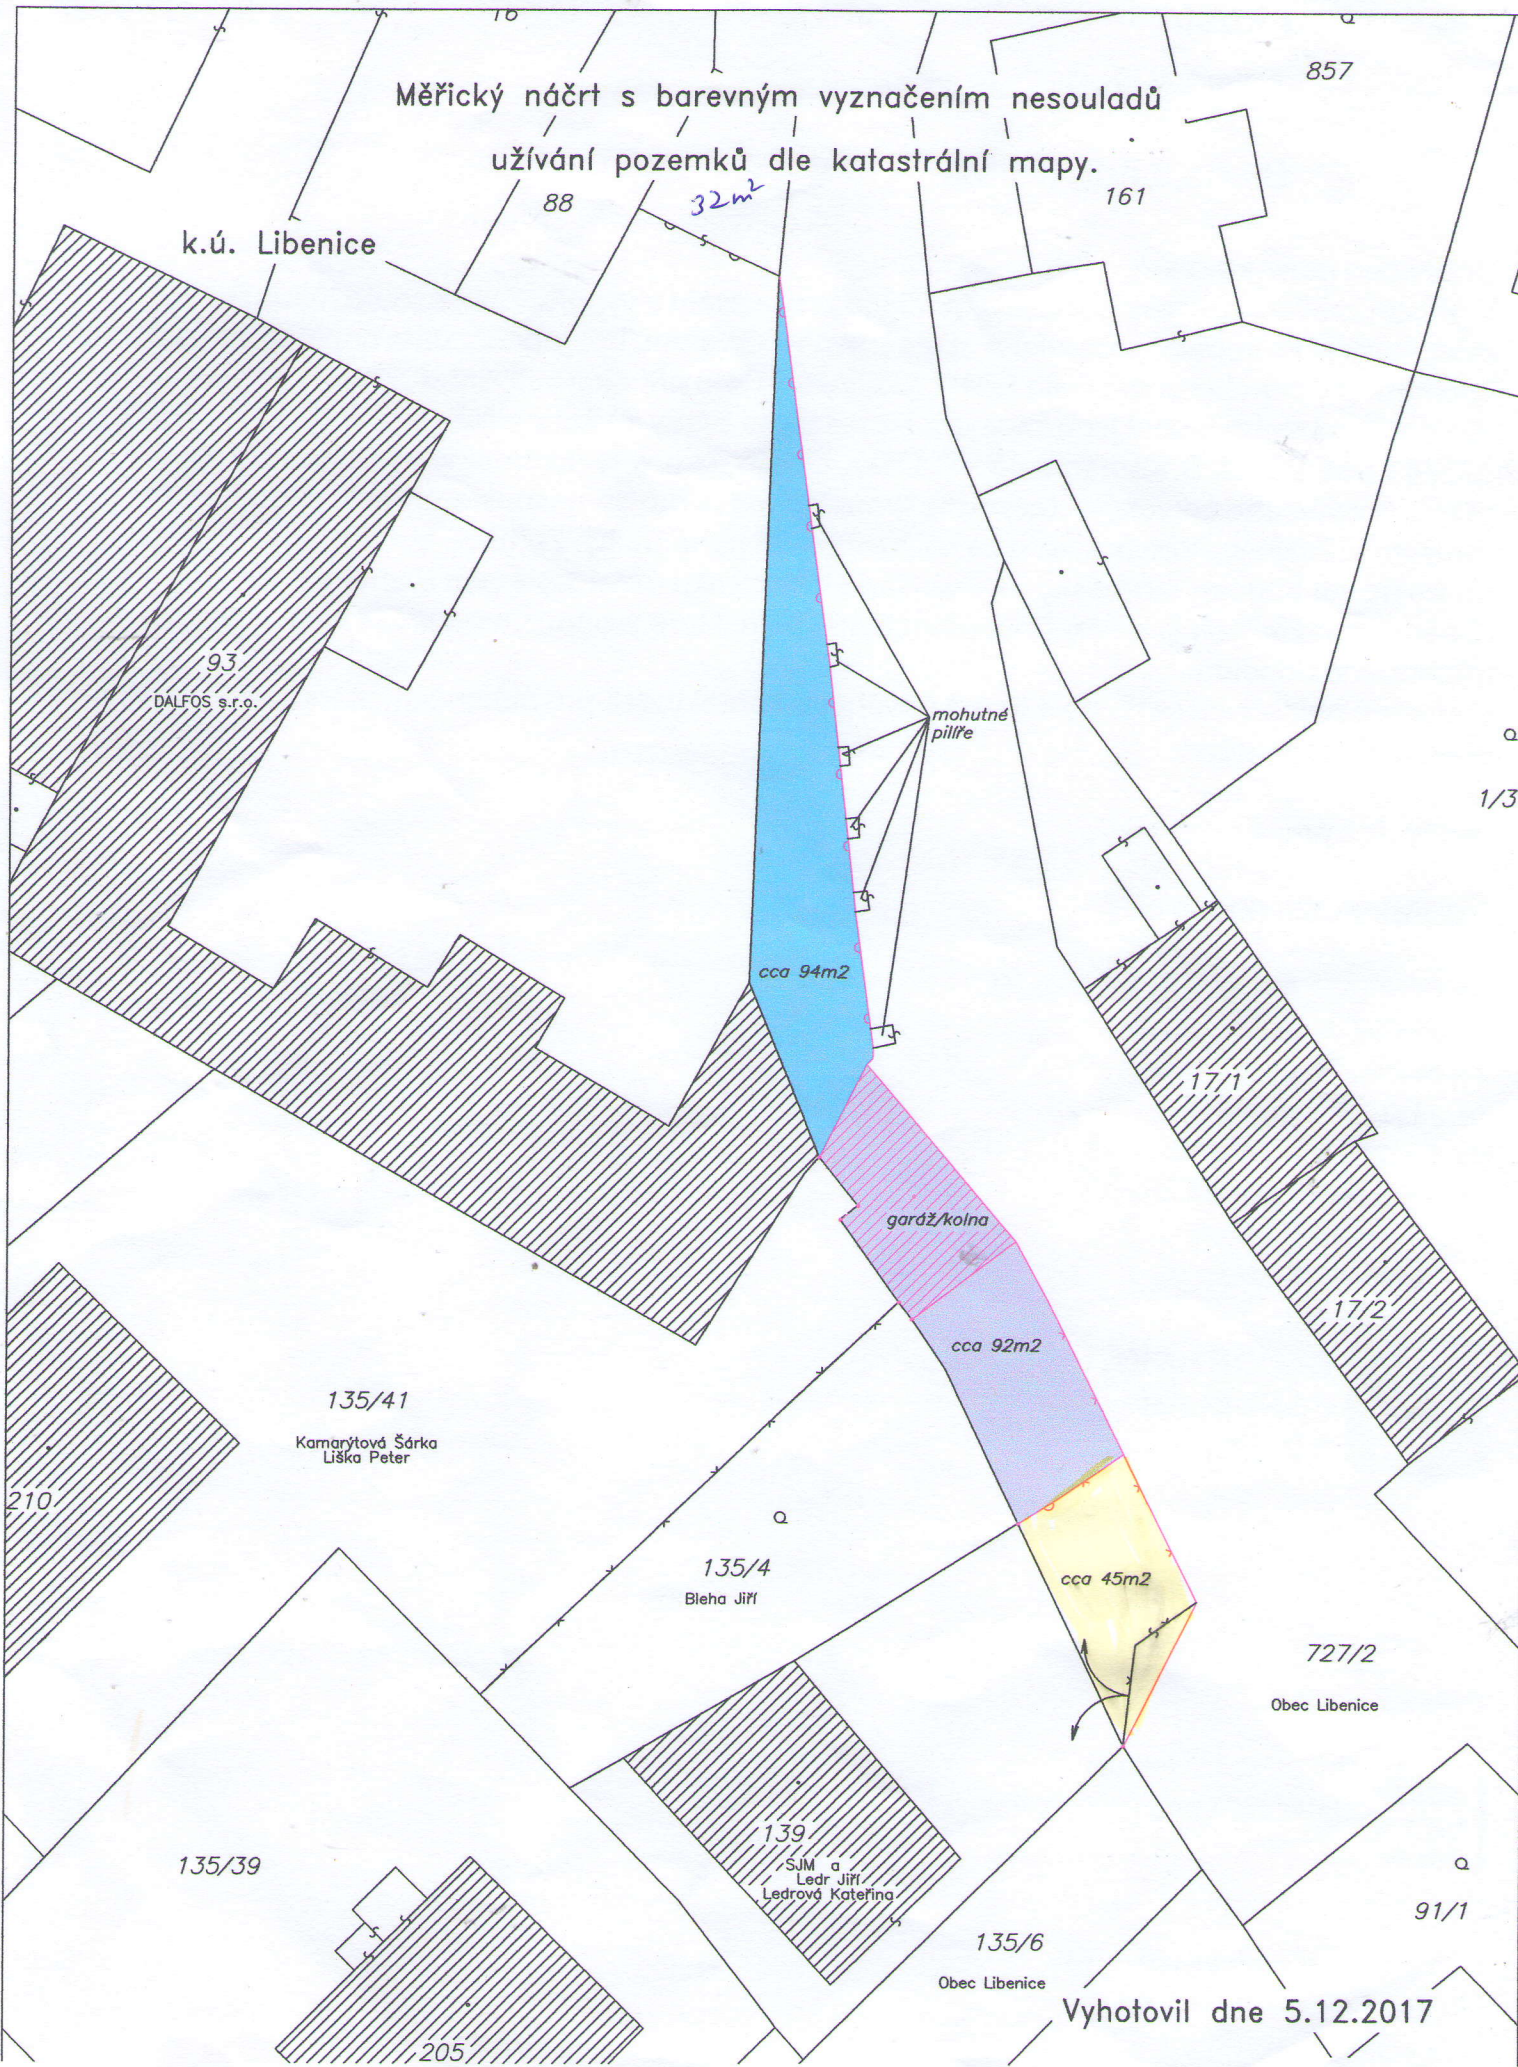 16
857
Měřický náčrt s barevným vyznačením nesouladů
užívání pozemků dle katastrální mapy.
88
32m²
161
k.ú. Libenice
93
DALFOS s.r.o.
mohutné
pilíře
1/3
cca 94m2
17/1
garáž/kolna
17/2
cca 92m2
135/41
Kamarýtová Šárka
Liška Peter
210
135/4
Bleha Jiří
cca 45m2
727/2
Obec Libenice
139
SJM a
Ledr Jiří
Ledrová Kateřina
135/39
91/1
135/6
Obec Libenice
Vyhotovil dne 5.12.2017
205